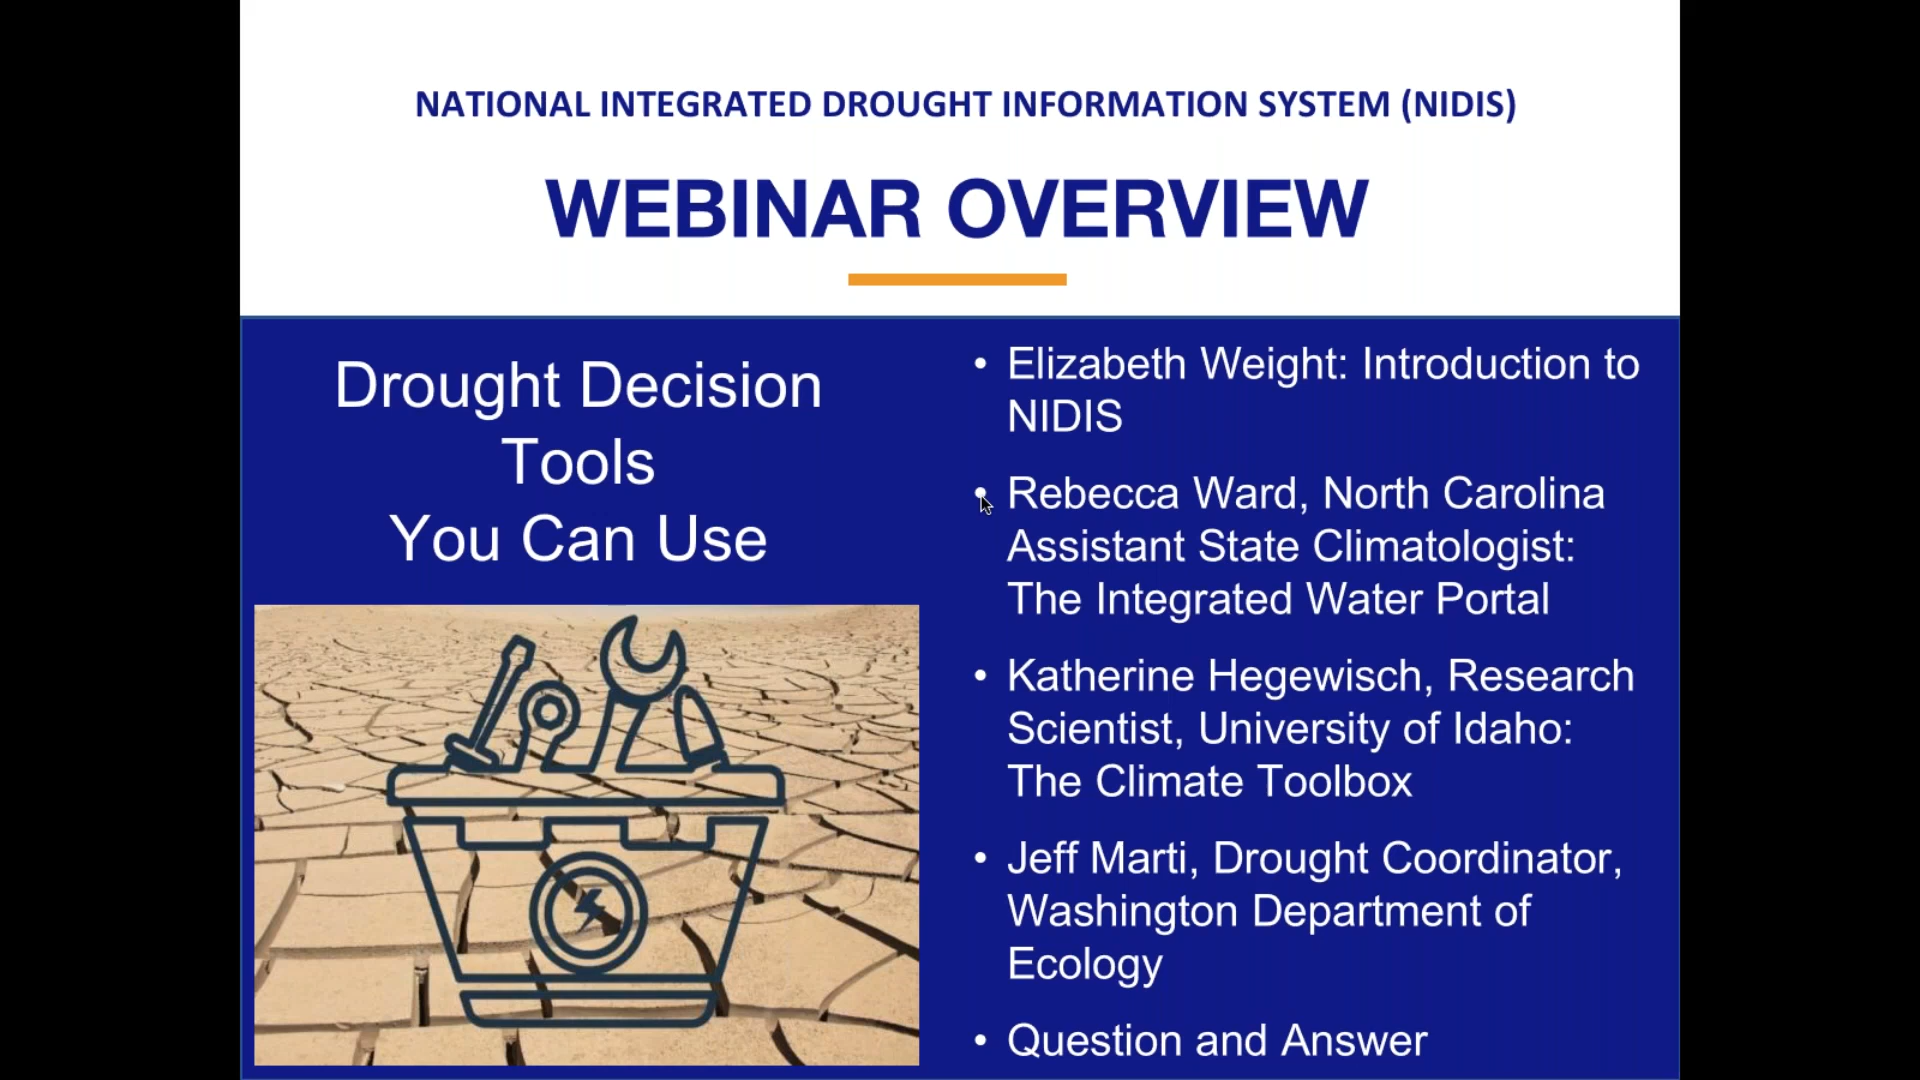 NATIONAL INTEGRATED DROUGHT INFORMATION SYSTEM (NIDIS)
WEBINAR OVERVIEW
Drought Decision
Tools
You Can Use
• Elizabeth Weight: Introduction to
NIDIS
• Rebecca Ward, North Carolina
Assistant State Climatologist:
The Integrated Water Portal
• Katherine Hegewisch, Research
Scientist, University of Idaho:
The Climate Toolbox
• Jeff Marti, Drought Coordinator,
Washington Department of
Ecology
• Question and Answer